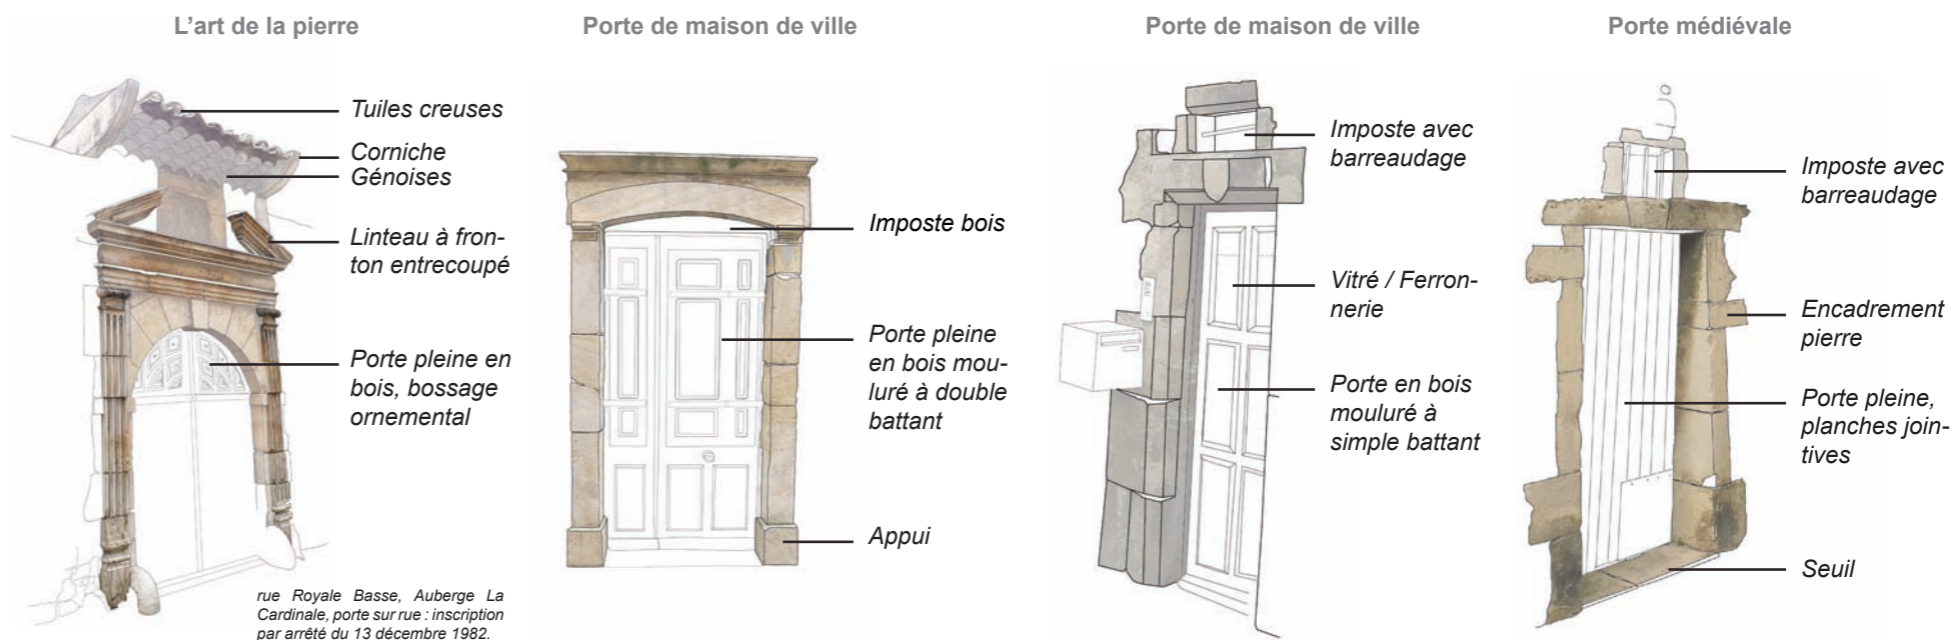 L’art de la pierre
Tuiles creuses
Corniche
Génoises
Linteau à fron-
ton entrecoupé
Porte pleine en
bois, bossage
ornemental
rue Royale Basse, Auberge La
Cardinale, porte sur rue : inscription
par arrêté du 13 décembre 1982.
Porte de maison de ville
Imposte bois
Porte pleine
en bois mou-
luré à double
battant
Appui
Porte de maison de ville
Imposte avec
barreaudage
Vitré / Ferron-
nerie
Porte en bois
mouluré à
simple battant
Porte médiévale
Imposte avec
barreaudage
Encadrement
pierre
Porte pleine,
planches join-
tives
Seuil